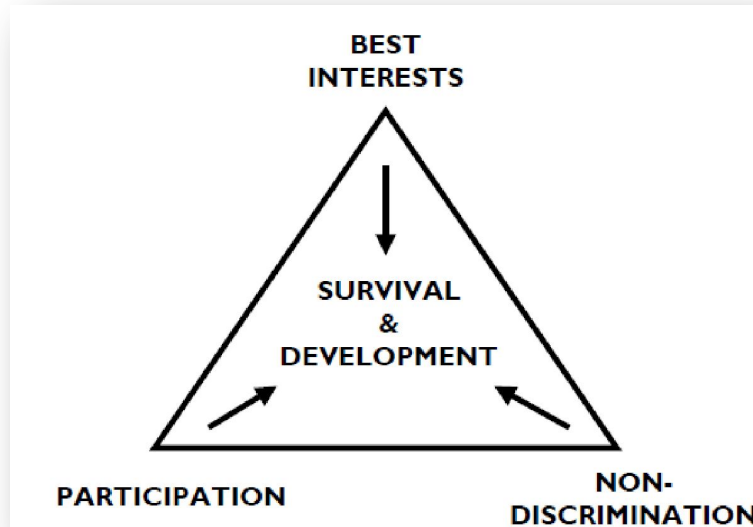 BEST
INTERESTS
SURVIVAL
&
DEVELOPMENT
PARTICIPATION
NON-
DISCRIMINATION